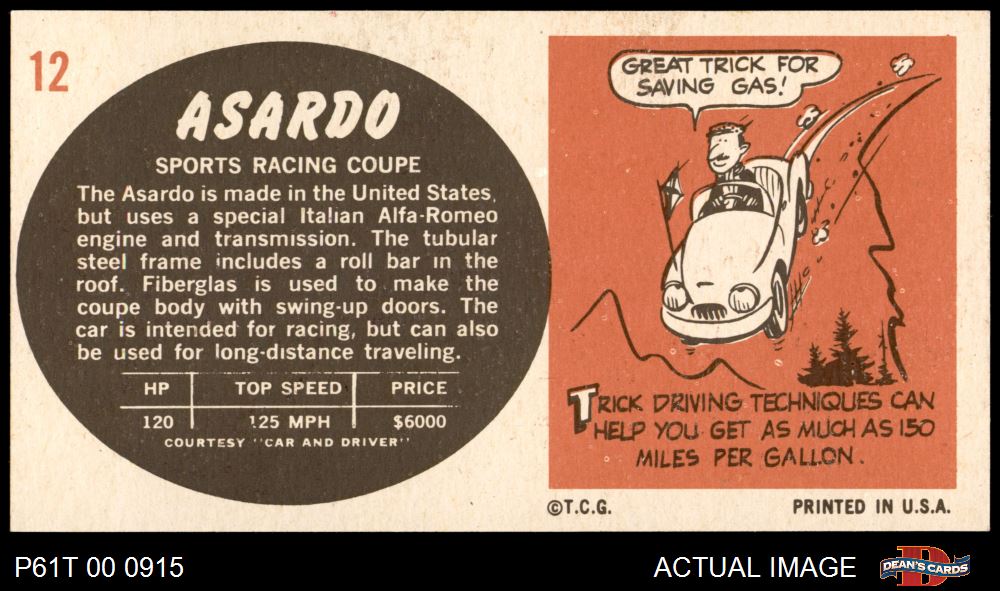 12
ASARDO
SPORTS RACING COUPE
The Asardo is made in the United States,
but uses a special Italian Alfa-Romeo
engine and transmission. The tubular
steel frame includes a roll bar in the
roof. Fiberglas is used to make the
coupe body with swing-up doors. The
car is intended for racing, but can also
be used for long-distance traveling.
HP TOP SPEED PRICE
120 125 MPH $6000
COURTESY "CAR AND DRIVER"
GREAT TRICK FOR
SAVING GAS!
TRICK DRIVING TECHNIQUES CAN
HELP YOU GET AS MUCH AS 150
MILES PER GALLON.
©T.C.G. PRINTED IN U.S.A.
P61T 00 0915 ACTUAL IMAGE D DEAN'S CARDS